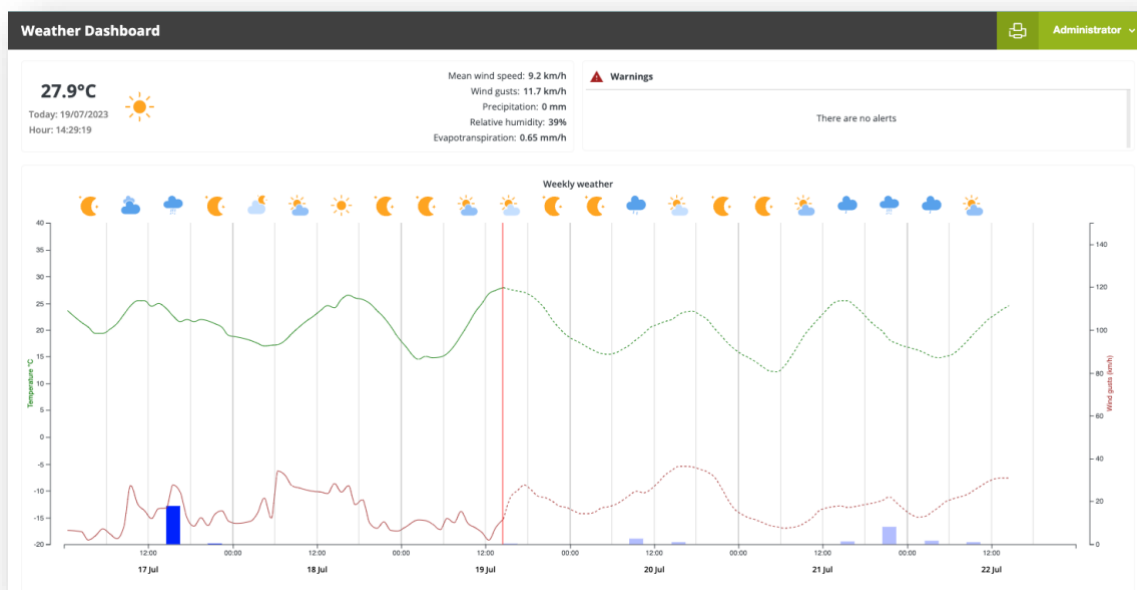 Weather Dashboard
Administrator
27.9°C
Today: 19/07/2023
Hour: 14:29:19
Mean wind speed: 9.2 km/h
Wind gusts: 11.7 km/h
Precipitation: 0 mm
Relative humidity: 39%
Evapotranspiration: 0.65 mm/h
Warnings
There are no alerts
Weekly weather
40
35
30
25
20
15
10
5
0
-5
-10
-15
-20
Temperature °C
140
120
100
80
60
40
20
0
Wind gusts (km/h)
12:00 00:00 12:00 00:00 12:00 00:00 12:00 00:00 12:00 00:00 12:00
17 Jul 18 Jul 19 Jul 20 Jul 21 Jul 22 Jul